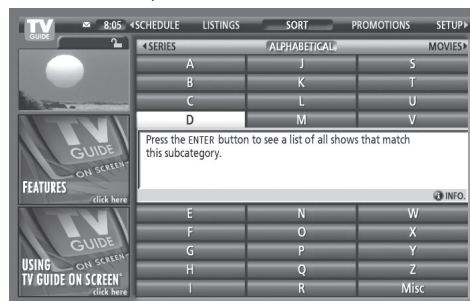 TV
GUIDE
8:05 SCHEDULE LISTINGS SORT PROMOTIONS SETUP
SERIES ALPHABETICAL MOVIES
A J S
B K T
C L U
D M V
Press the ENTER button to see a list of all shows that match
this subcategory.
INFO.
E N W
F O X
G P Y
H Q Z
I R Misc
TV
GUIDE
ON SCREEN
FEATURES
click here
TV
GUIDE
ON SCREEN
USING
TV GUIDE ON SCREEN
click here